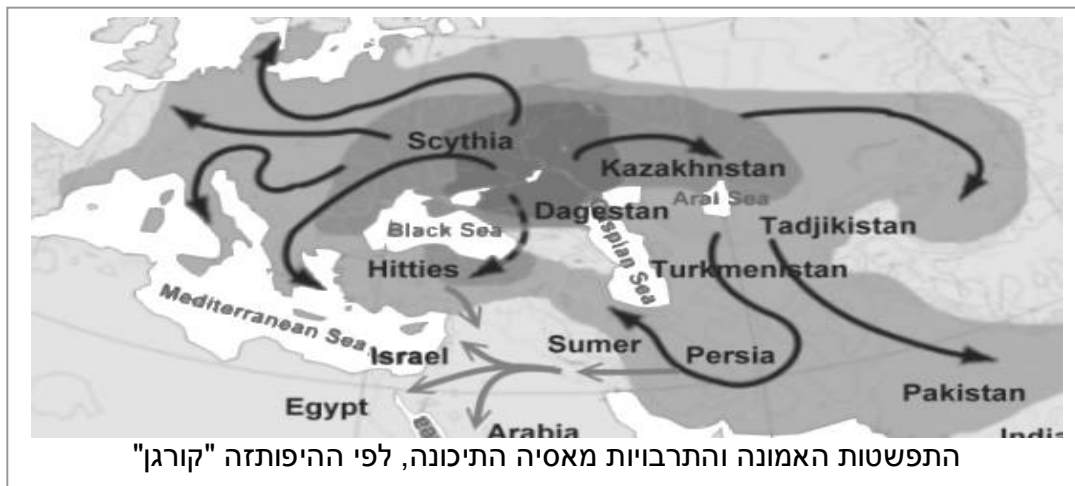 Scythia
Kazakhnstan
Aral Sea
Dagestan
Black Sea
Caspian Sea
Tadjikistan
Hitties
Turkmenistan
Mediterranean Sea
Israel
Sumer
Persia
Egypt
Pakistan
Arabia
התפשטות האמונה והתרבויות מאסיה התיכונה, לפי ההיפותזה "קורגן"